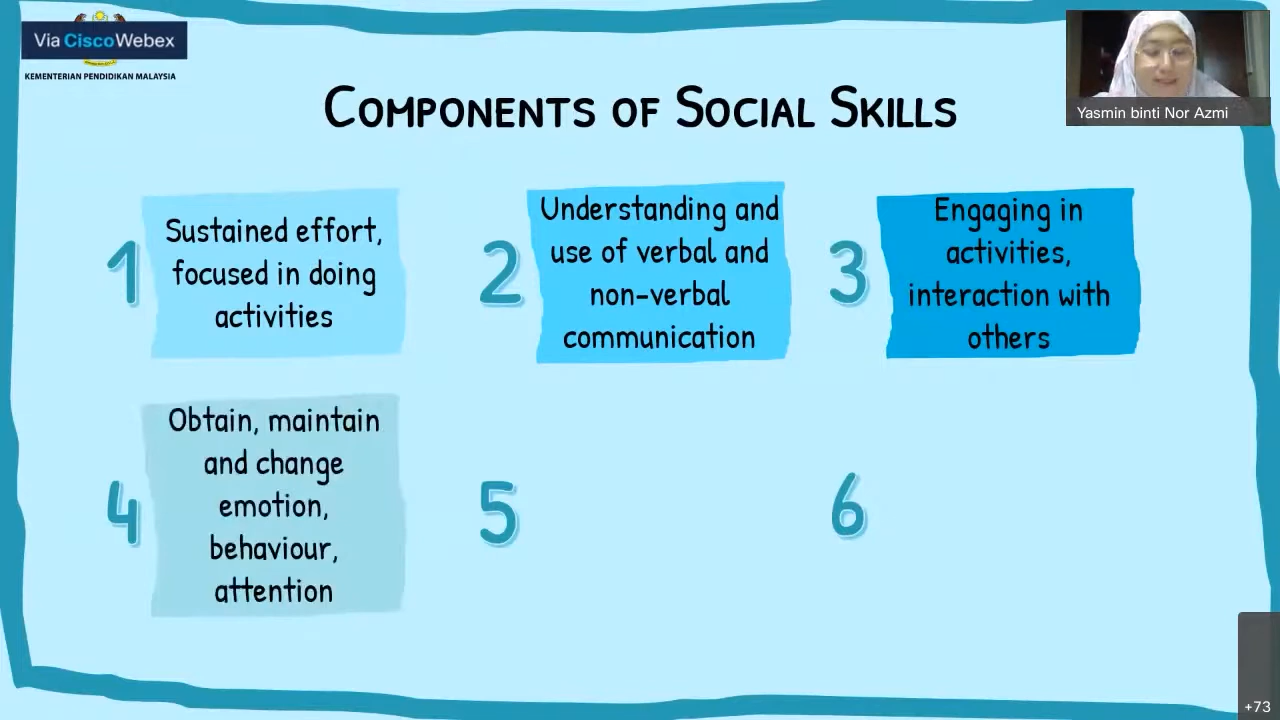 Via CiscoWebex
KEMENTERIAN PENDIDIKAN MALAYSIA
Yasmin binti Nor Azmi
COMPONENTS OF SOCIAL SKILLS
1
Sustained effort,
focused in doing
activities
2
Understanding and
use of verbal and
non-verbal
communication
3
Engaging in
activities,
interaction with
others
4
Obtain, maintain
and change
emotion,
behaviour,
attention
5
6
+73